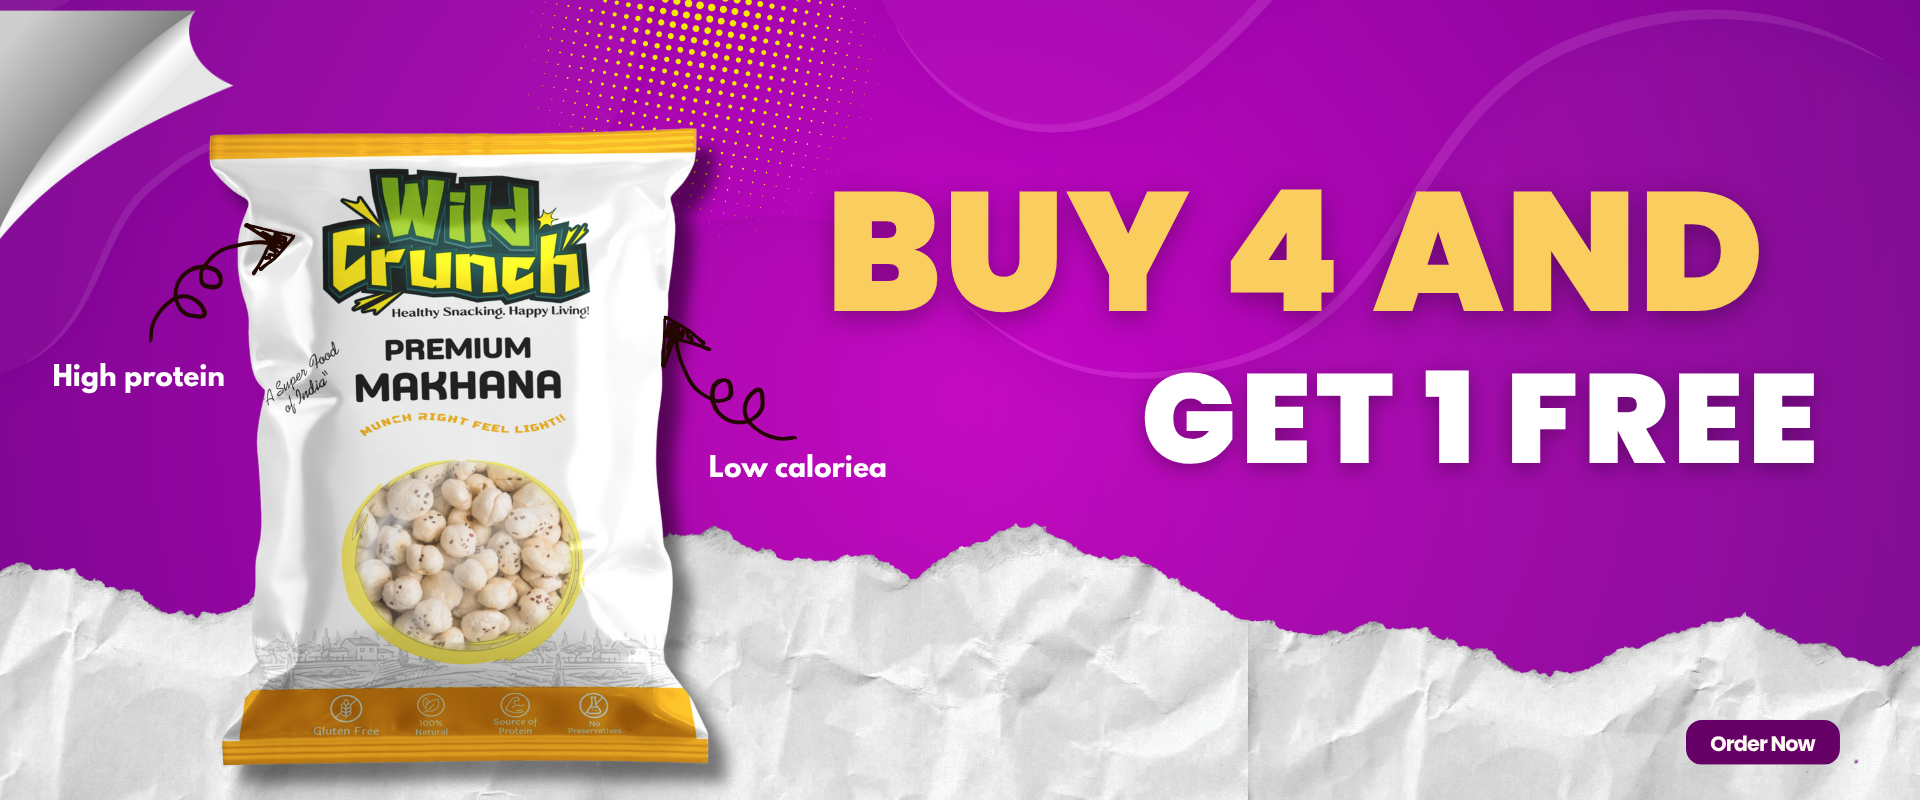 Wild
Crunch
Healthy Snacking. Happy Living!
PREMIUM
MAKHANA
"A Super Food
of India"
MUNCH RIGHT FEEL LIGHT!!
Gluten Free
100%
Natural
Source of
Protein
No
Preservatives
High protein
Low caloriea
BUY 4 AND
GET 1 FREE
Order Now